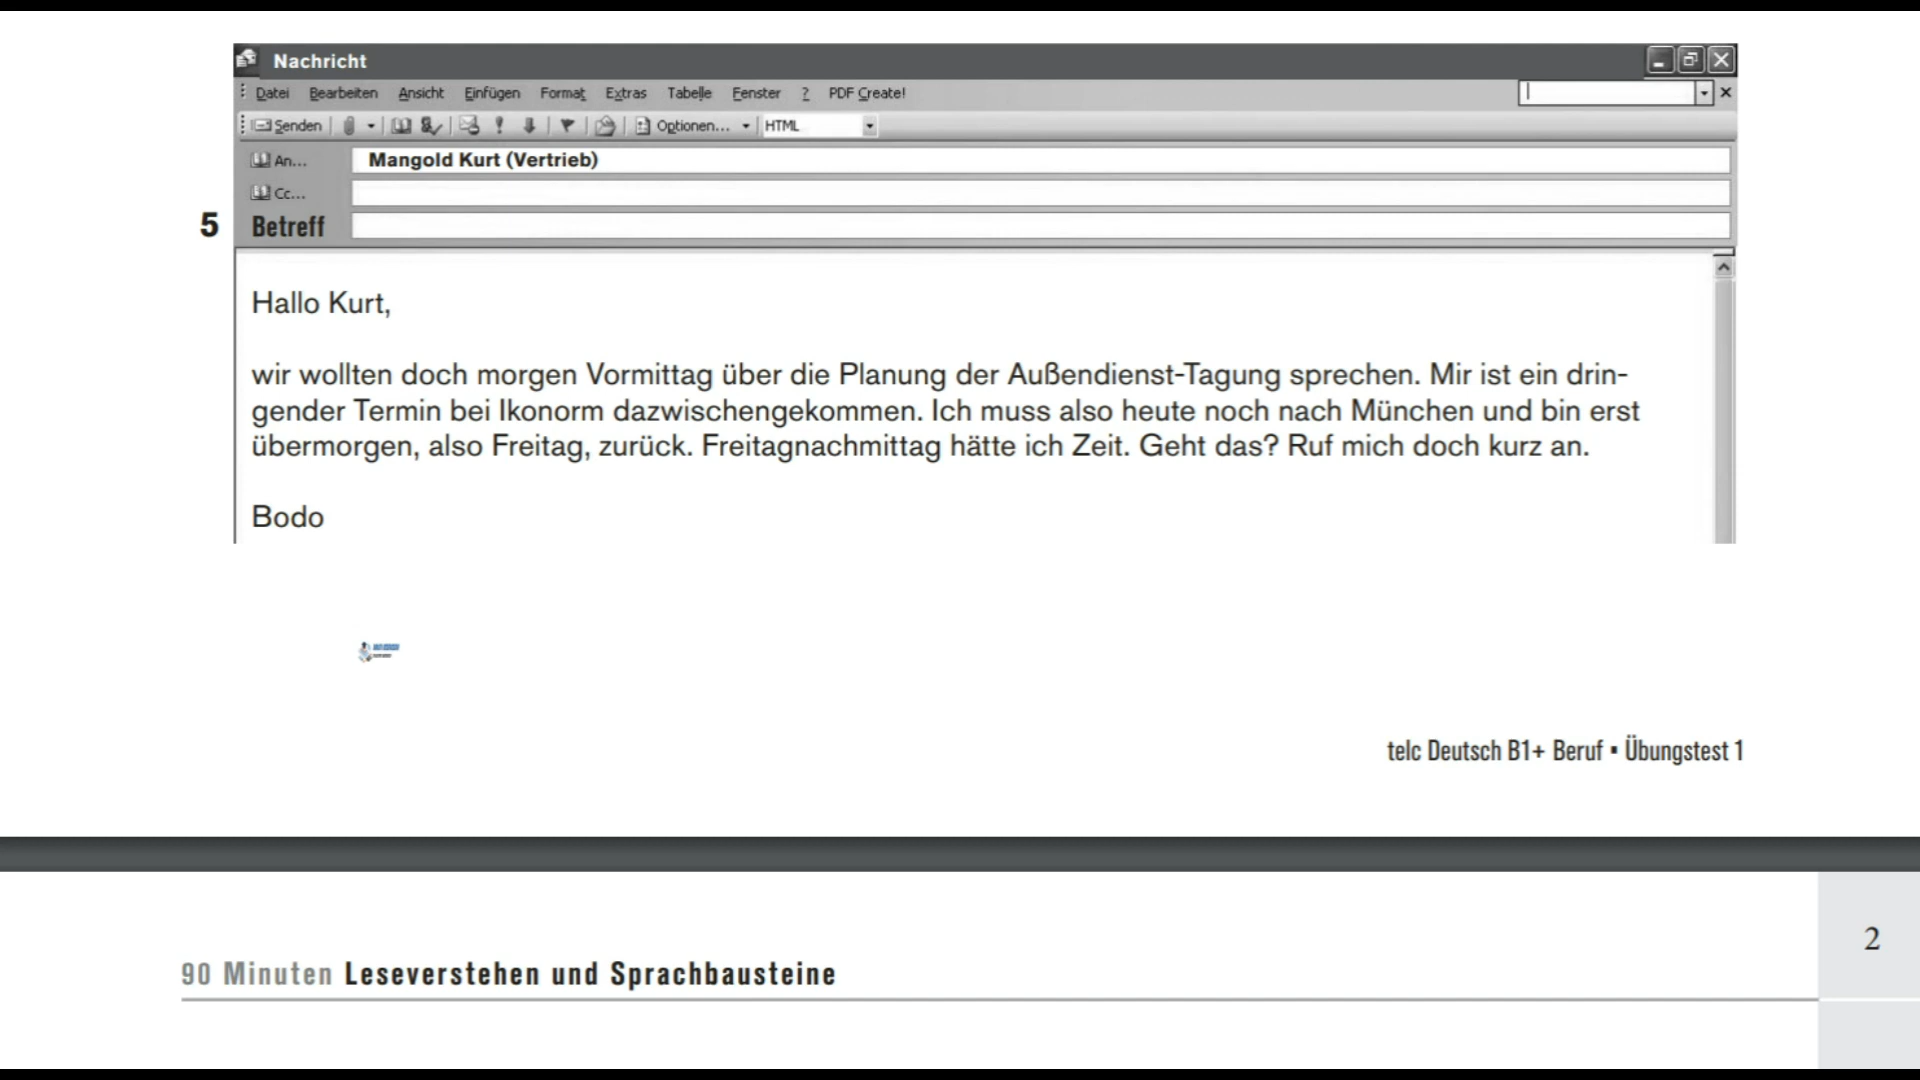 Nachricht
Datei Bearbeiten Ansicht Einfügen Format Extras Tabelle Fenster ? PDF Create!
Senden Optionen... HTML
An... Mangold Kurt (Vertrieb)
Cc...
5 Betreff
Hallo Kurt,
wir wollten doch morgen Vormittag über die Planung der Außendienst-Tagung sprechen. Mir ist ein drin-
gender Termin bei Ikonorm dazwischengekommen. Ich muss also heute noch nach München und bin erst
übermorgen, also Freitag, zurück. Freitagnachmittag hätte ich Zeit. Geht das? Ruf mich doch kurz an.
Bodo
telc Deutsch B1+ Beruf ▪ Übungstest 1
2
90 Minuten Leseverstehen und Sprachbausteine